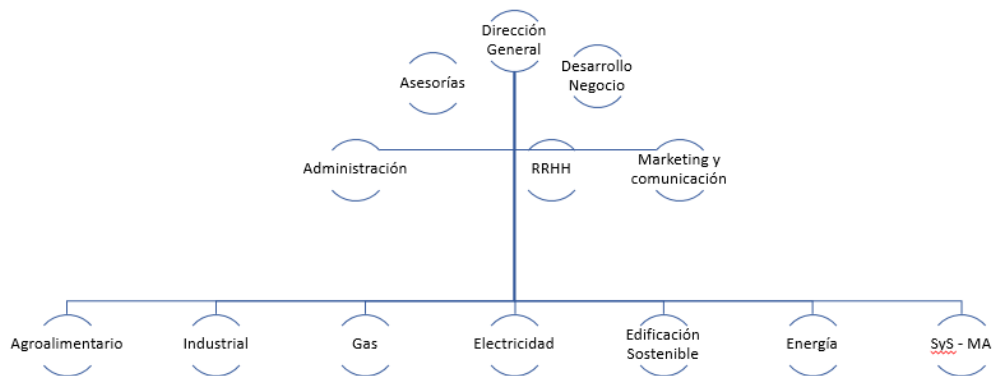 Dirección
General
Asesorías
Desarrollo
Negocio
Administración
RRHH
Marketing y
comunicación
Agroalimentario
Industrial
Gas
Electricidad
Edificación
Sostenible
Energía
SyS - MA